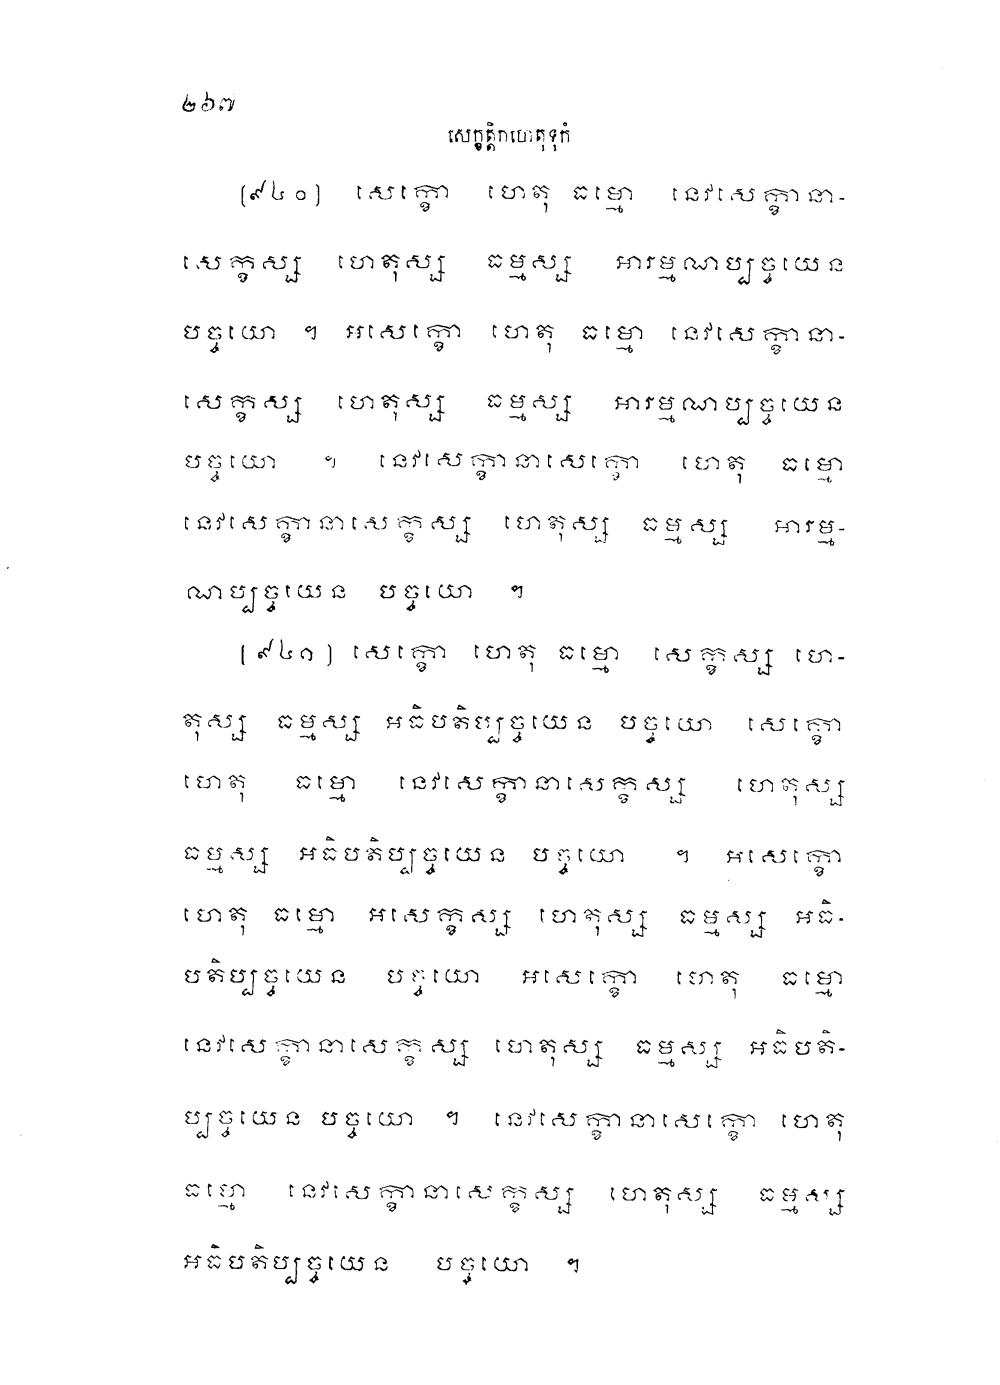 ២៦៧
សេក្ខត្តិកហេតុទុកំ
[៩៤០] សេក្ខោ ហេតុ ធម្មោ នេវសេក្ខានា-
សេក្ខស្ស ហេតុស្ស ធម្មស្ស អារម្មណប្បច្ចយេន
បច្ចយោ ។ អសេក្ខោ ហេតុ ធម្មោ នេវសេក្ខានា-
សេក្ខស្ស ហេតុស្ស ធម្មស្ស អារម្មណប្បច្ចយេន
បច្ចយោ ។ នេវសេក្ខានាសេក្ខោ ហេតុ ធម្មោ
នេវសេក្ខានាសេក្ខស្ស ហេតុស្ស ធម្មស្ស អារម្ម-
ណប្បច្ចយេន បច្ចយោ ។
[៩៤១] សេក្ខោ ហេតុ ធម្មោ សេក្ខស្ស ហេ-
តុស្ស ធម្មស្ស អធិបតិប្បច្ចយេន បច្ចយោ សេក្ខោ
ហេតុ ធម្មោ នេវសេក្ខានាសេក្ខស្ស ហេតុស្ស
ធម្មស្ស អធិបតិប្បច្ចយេន បច្ចយោ ។ អសេក្ខោ
ហេតុ ធម្មោ អសេក្ខស្ស ហេតុស្ស ធម្មស្ស អធិ-
បតិប្បច្ចយេន បច្ចយោ អសេក្ខោ ហេតុ ធម្មោ
នេវសេក្ខានាសេក្ខស្ស ហេតុស្ស ធម្មស្ស អធិបតិ-
ប្បច្ចយេន បច្ចយោ ។ នេវសេក្ខានាសេក្ខោ ហេតុ
ធម្មោ នេវសេក្ខានាសេក្ខស្ស ហេតុស្ស ធម្មស្ស
អធិបតិប្បច្ចយេន បច្ចយោ ។